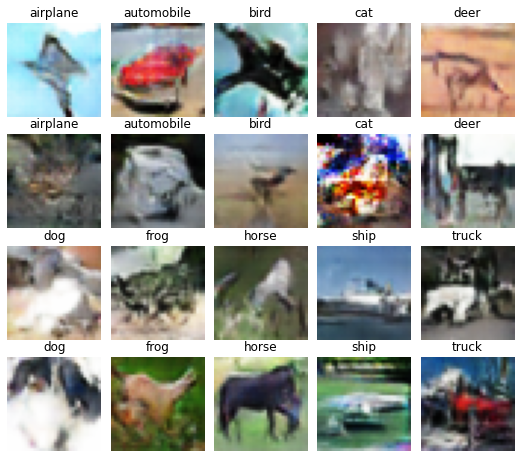 airplane automobile bird cat deer
airplane automobile bird cat deer
dog frog horse ship truck
dog frog horse ship truck